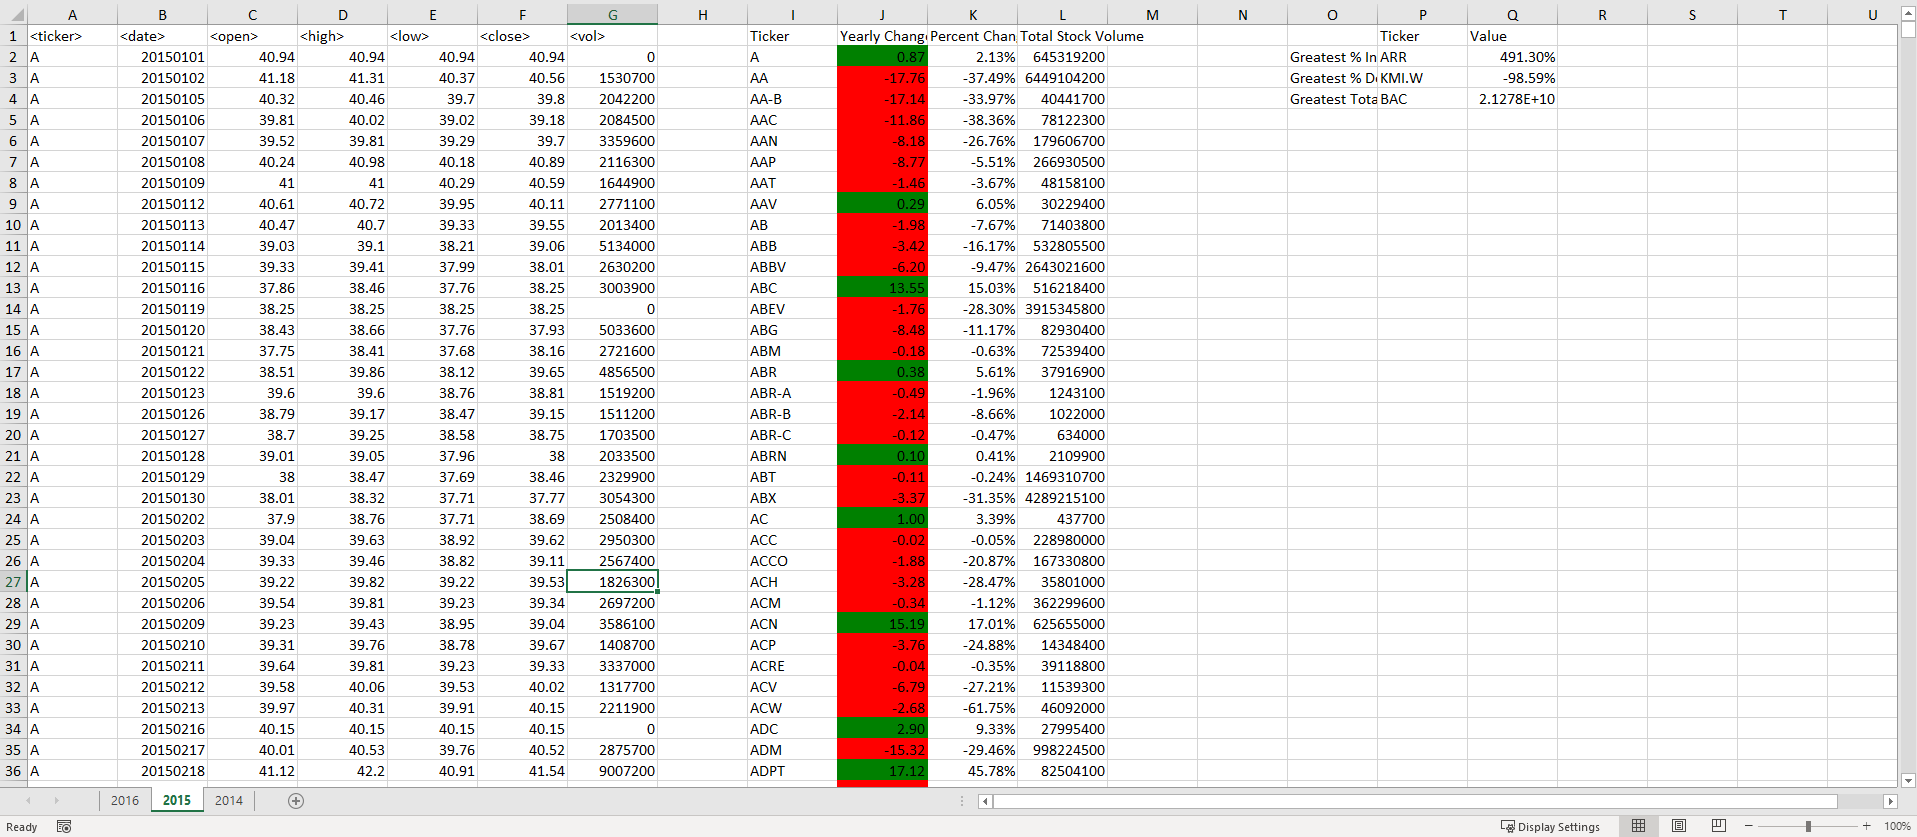 A B C D E F G H I J K L M N O P Q R S T U
1 <ticker> <date> <open> <high> <low> <close> <vol> Ticker Yearly Chang Percent Chan Total Stock Volume Ticker Value
2 A 20150101 40.94 40.94 40.94 40.94 0 A 0.87 2.13% 645319200 Greatest % In ARR 491.30%
3 A 20150102 41.18 41.31 40.37 40.56 1530700 AA -17.76 -37.49% 6449104200 Greatest % De KMI.W -98.59%
4 A 20150105 40.32 40.46 39.7 39.8 2042200 AA-B -17.14 -33.97% 40441700 Greatest Tota BAC 2.1278E+10
5 A 20150106 39.81 40.02 39.02 39.18 2084500 AAC -11.86 -38.36% 78122300
6 A 20150107 39.52 39.81 39.29 39.7 3359600 AAN -8.18 -26.76% 179606700
7 A 20150108 40.24 40.98 40.18 40.89 2116300 AAP -8.77 -5.51% 266930500
8 A 20150109 41 41 40.29 40.59 1644900 AAT -1.46 -3.67% 48158100
9 A 20150112 40.61 40.72 39.95 40.11 2771100 AAV 0.29 6.05% 30229400
10 A 20150113 40.47 40.7 39.33 39.55 2013400 AB -1.98 -7.67% 71403800
11 A 20150114 39.03 39.1 38.21 39.06 5134000 ABB -3.42 -16.17% 532805500
12 A 20150115 39.33 39.41 37.99 38.01 2630200 ABBV -6.20 -9.47% 2643021600
13 A 20150116 37.86 38.46 37.76 38.25 3003900 ABC 13.55 15.03% 516218400
14 A 20150119 38.25 38.25 38.25 38.25 0 ABEV -1.76 -28.30% 3915345800
15 A 20150120 38.43 38.66 37.76 37.93 5033600 ABG -8.48 -11.17% 82930400
16 A 20150121 37.75 38.41 37.68 38.16 2721600 ABM -0.18 -0.63% 72539400
17 A 20150122 38.51 39.86 38.12 39.65 4856500 ABR 0.38 5.61% 37916900
18 A 20150123 39.6 39.6 38.76 38.81 1519200 ABR-A -0.49 -1.96% 1243100
19 A 20150126 38.79 39.17 38.47 39.15 1511200 ABR-B -2.14 -8.66% 1022000
20 A 20150127 38.7 39.25 38.58 38.75 1703500 ABR-C -0.12 -0.47% 634000
21 A 20150128 39.01 39.05 37.96 38 2033500 ABRN 0.10 0.41% 2109900
22 A 20150129 38 38.47 37.69 38.46 2329900 ABT -0.11 -0.24% 1469310700
23 A 20150130 38.01 38.32 37.71 37.77 3054300 ABX -3.37 -31.35% 4289215100
24 A 20150202 37.9 38.76 37.71 38.69 2508400 AC 1.00 3.39% 437700
25 A 20150203 39.04 39.63 38.92 39.62 2950300 ACC -0.02 -0.05% 228980000
26 A 20150204 39.33 39.46 38.82 39.11 2567400 ACCO -1.88 -20.87% 167330800
27 A 20150205 39.22 39.82 39.22 39.53 1826300 ACH -3.28 -28.47% 35801000
28 A 20150206 39.54 39.81 39.23 39.34 2697200 ACM -0.34 -1.12% 362299600
29 A 20150209 39.23 39.43 38.95 39.04 3586100 ACN 15.19 17.01% 625655000
30 A 20150210 39.31 39.76 38.78 39.67 1408700 ACP -3.76 -24.88% 14348400
31 A 20150211 39.64 39.81 39.23 39.33 3337000 ACRE -0.04 -0.35% 39118800
32 A 20150212 39.58 40.06 39.53 40.02 1317700 ACV -6.79 -27.21% 11539300
33 A 20150213 39.97 40.31 39.91 40.15 2211900 ACW -2.68 -61.75% 46092000
34 A 20150216 40.15 40.15 40.15 40.15 0 ADC 2.90 9.33% 27995400
35 A 20150217 40.01 40.53 39.76 40.52 2875700 ADM -15.32 -29.46% 998224500
36 A 20150218 41.12 42.2 40.91 41.54 9007200 ADPT 17.12 45.78% 82504100
2016 2015 2014
Ready Display Settings 100%